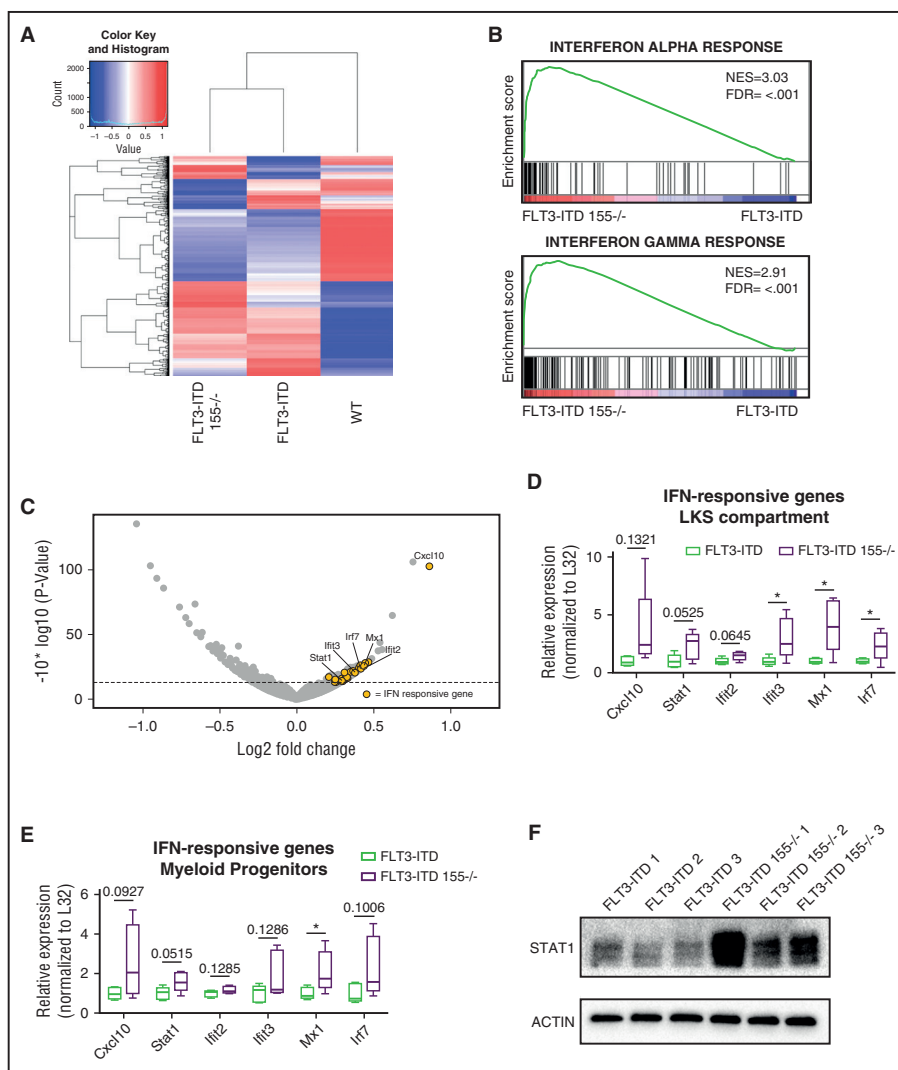 A
Color Key
and Histogram
Count
2000
1500
1000
500
0
−1
−0.5
0
0.5
1
Value
FLT3-ITD
155-/-
FLT3-ITD
WT
B
INTERFERON ALPHA RESPONSE
Enrichment score
NES=3.03
FDR= <.001
FLT3-ITD 155-/-
FLT3-ITD
INTERFERON GAMMA RESPONSE
Enrichment score
NES=2.91
FDR= <.001
FLT3-ITD 155-/-
FLT3-ITD
C
-10* log10 (P-Value)
100
50
0
Cxcl10
Irf7
Mx1
Ifit3
Ifit2
Stat1
= IFN responsive gene
−1.0
−0.5
0.0
0.5
1.0
Log2 fold change
D
IFN-responsive genes
LKS compartment
FLT3-ITD
FLT3-ITD 155-/-
Relative expression
(normalized to L32)
10
5
0
0.1321
0.0525
0.0645
*
*
*
Cxcl10
Stat1
Ifit2
Ifit3
Mx1
Irf7
E
IFN-responsive genes
Myeloid Progenitors
FLT3-ITD
FLT3-ITD 155-/-
Relative expression
(normalized to L32)
6
4
2
0
0.0927
0.0515
0.1285
0.1286
*
0.1006
Cxcl10
Stat1
Ifit2
Ifit3
Mx1
Irf7
F
FLT3-ITD 1
FLT3-ITD 2
FLT3-ITD 3
FLT3-ITD 155-/- 1
FLT3-ITD 155-/- 2
FLT3-ITD 155-/- 3
STAT1
ACTIN